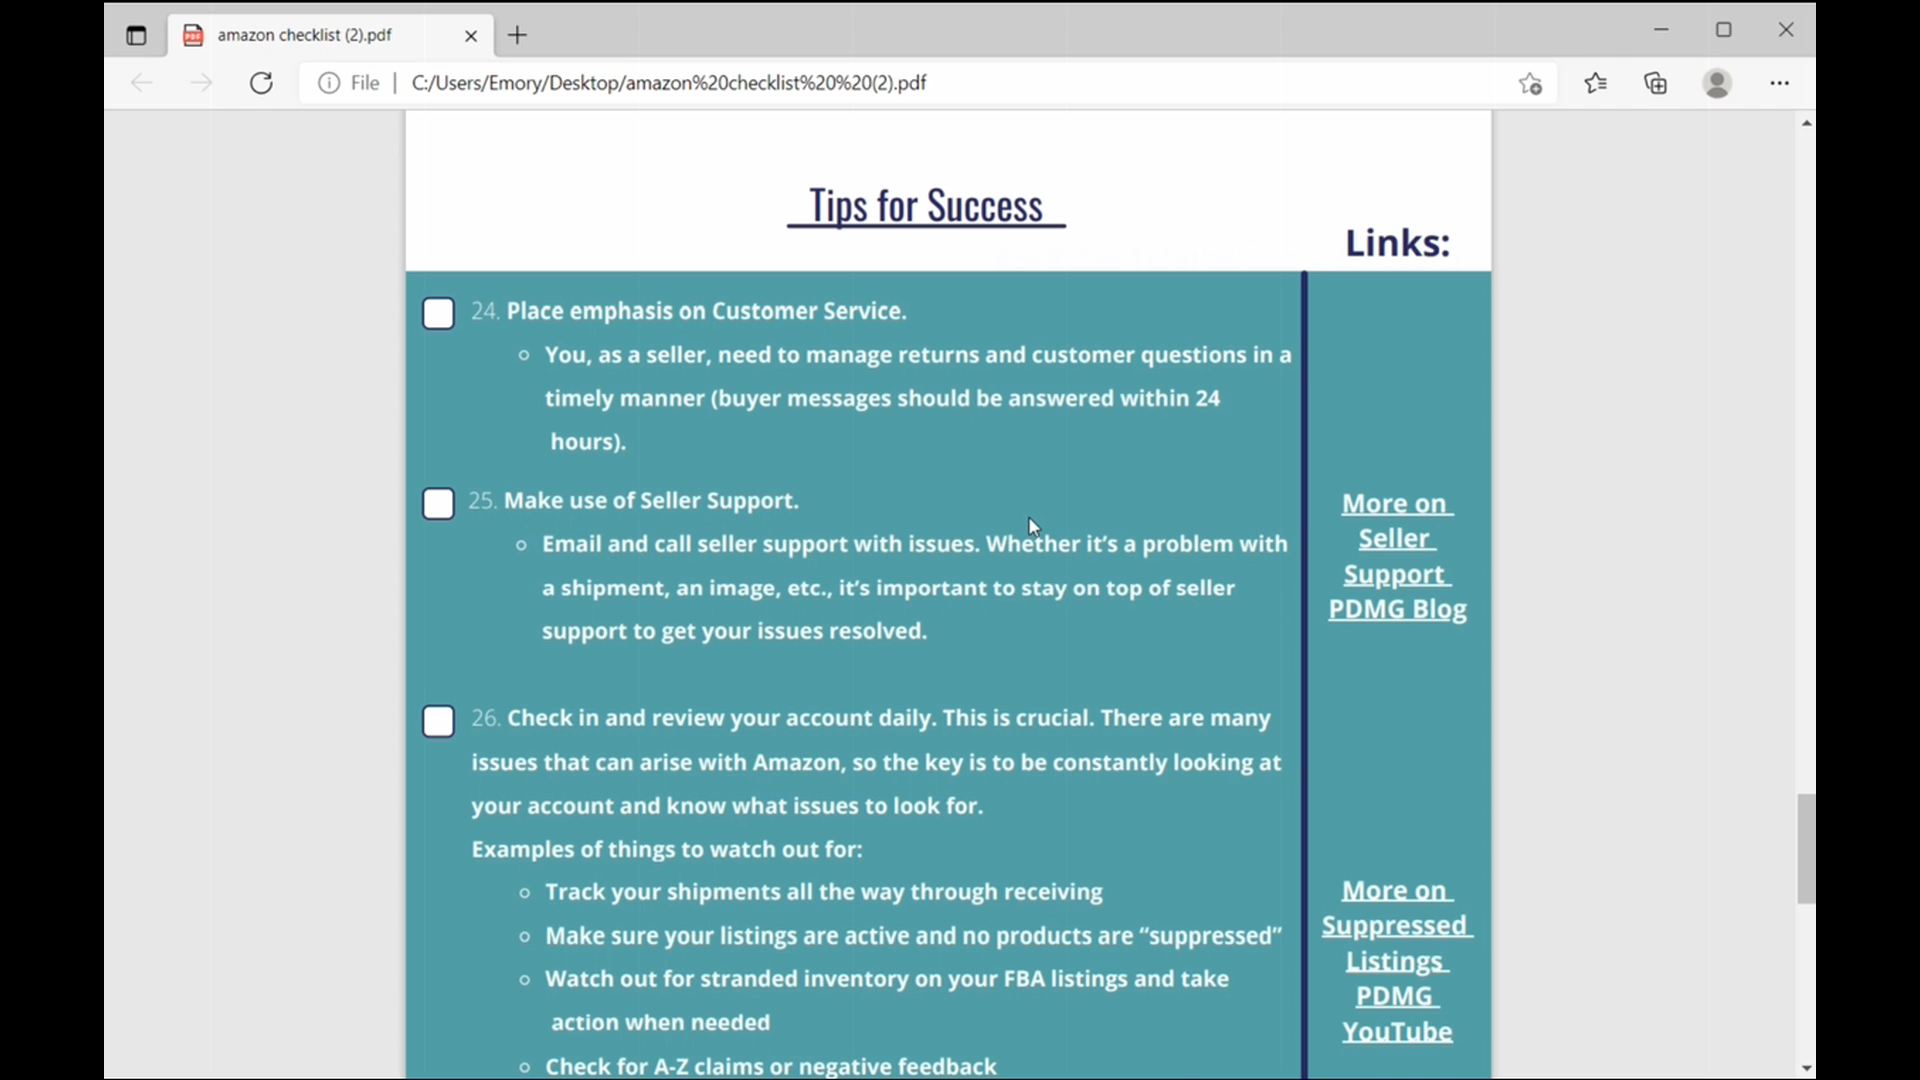 amazon checklist (2).pdf
File | C:/Users/Emory/Desktop/amazon%20checklist%20%20(2).pdf
Tips for Success
Links:
24. Place emphasis on Customer Service.
You, as a seller, need to manage returns and customer questions in a
timely manner (buyer messages should be answered within 24
hours).
25. Make use of Seller Support.
Email and call seller support with issues. Whether it's a problem with
a shipment, an image, etc., it's important to stay on top of seller
support to get your issues resolved.
More on
Seller
Support
PDMG Blog
26. Check in and review your account daily. This is crucial. There are many
issues that can arise with Amazon, so the key is to be constantly looking at
your account and know what issues to look for.
Examples of things to watch out for:
Track your shipments all the way through receiving
Make sure your listings are active and no products are “suppressed”
Watch out for stranded inventory on your FBA listings and take
action when needed
Check for A-Z claims or negative feedback
More on
Suppressed
Listings
PDMG
YouTube